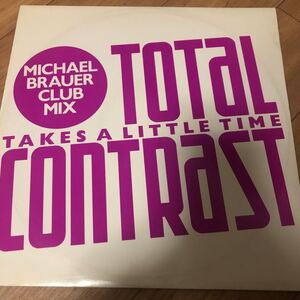 MICHAEL
BRAUER
CLUB
MIX
TOTaL
TAKES A LITTLE TIME
CONTRaST